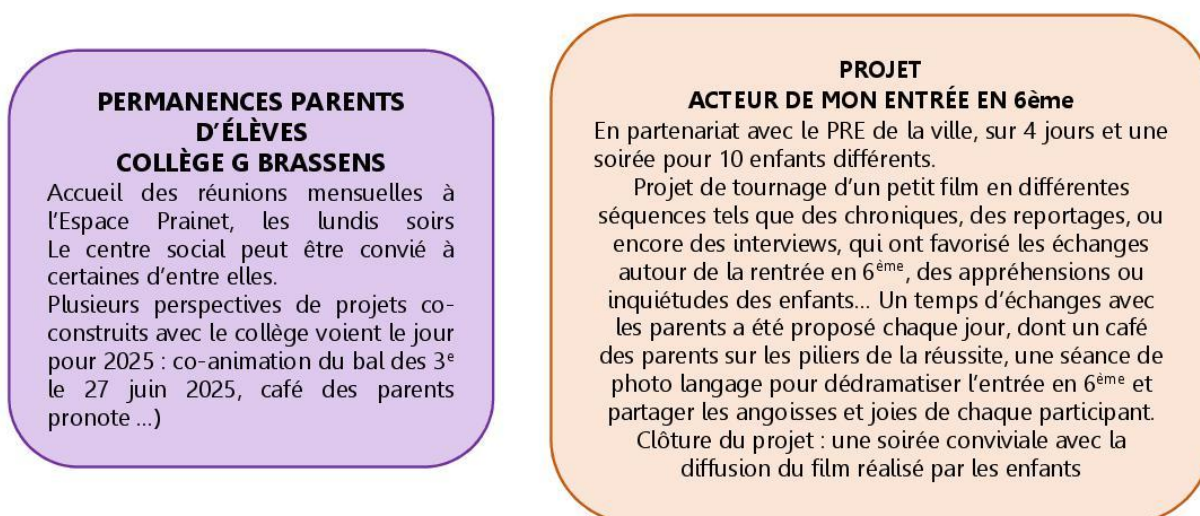 PERMANENCES PARENTS
D’ÉLÈVES
COLLÈGE G BRASSENS
Accueil des réunions mensuelles à
l’Espace Prainet, les lundis soirs
Le centre social peut être convié à
certaines d’entre elles.
Plusieurs perspectives de projets co-
construits avec le collège voient le jour
pour 2025 : co-animation du bal des 3ᵉ
le 27 juin 2025, café des parents
pronote ...)
PROJET
ACTEUR DE MON ENTRÉE EN 6ème
En partenariat avec le PRE de la ville, sur 4 jours et une
soirée pour 10 enfants différents.
Projet de tournage d’un petit film en différentes
séquences tels que des chroniques, des reportages, ou
encore des interviews, qui ont favorisé les échanges
autour de la rentrée en 6ème, des appréhensions ou
inquiétudes des enfants... Un temps d’échanges avec
les parents a été proposé chaque jour, dont un café
des parents sur les piliers de la réussite, une séance de
photo langage pour dédramatiser l’entrée en 6ème et
partager les angoisses et joies de chaque participant.
Clôture du projet : une soirée conviviale avec la
diffusion du film réalisé par les enfants